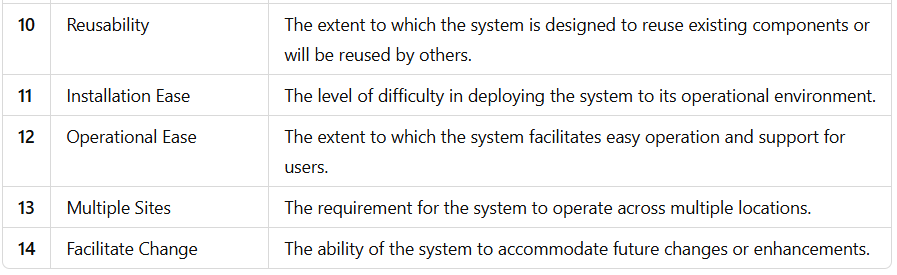 10 Reusability The extent to which the system is designed to reuse existing components or
will be reused by others.
11 Installation Ease The level of difficulty in deploying the system to its operational environment.
12 Operational Ease The extent to which the system facilitates easy operation and support for
users.
13 Multiple Sites The requirement for the system to operate across multiple locations.
14 Facilitate Change The ability of the system to accommodate future changes or enhancements.